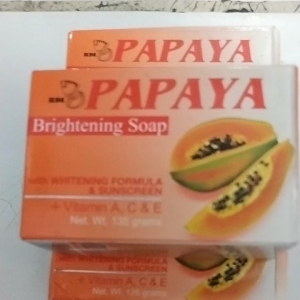 PAPAYA
PAPAYA
Brightening Soap
with WHITENING FORMULA
& SUNSCREEN
+ Vitamin A, C & E
Net. Wt. 135 grams